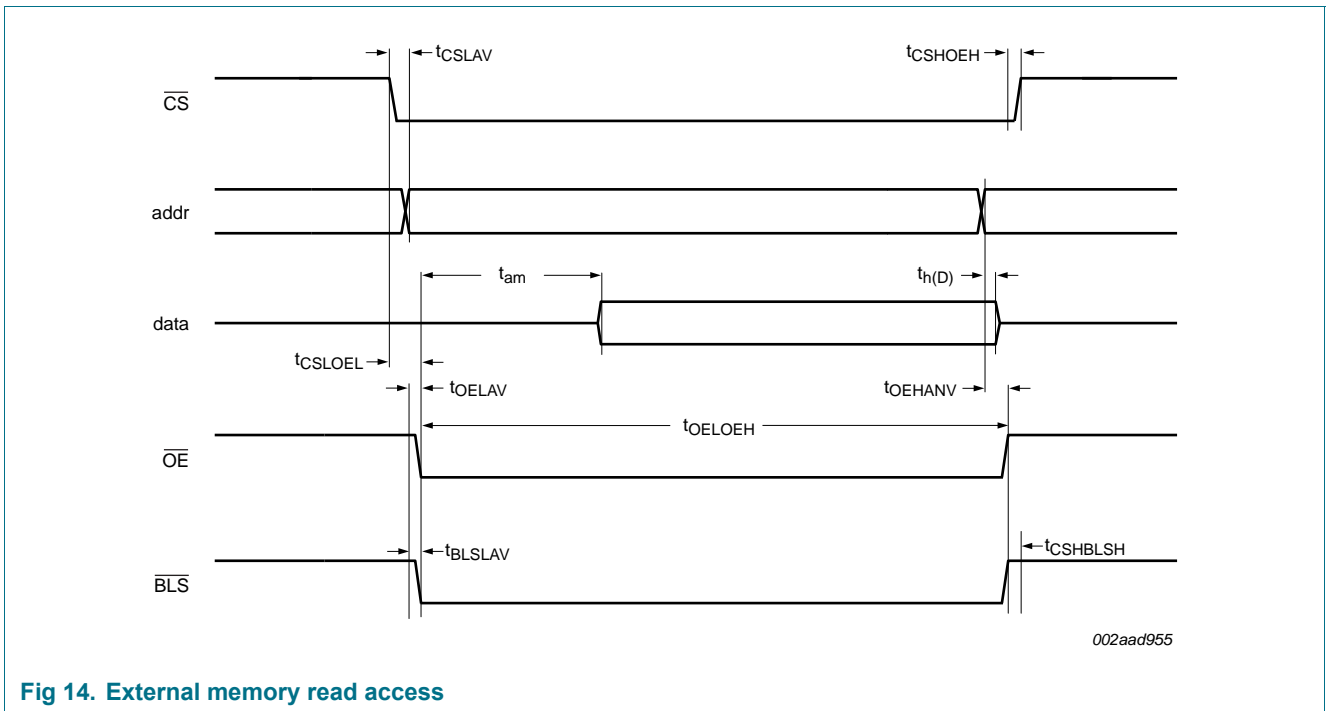 tCSLAV
tCSHOEH
CS
addr
tam
th(D)
data
tCSLOEL
tOELAV
tOEHANV
tOELOEH
OE
tBLSLAV
tCSHBLSH
BLS
002aad955
Fig 14. External memory read access